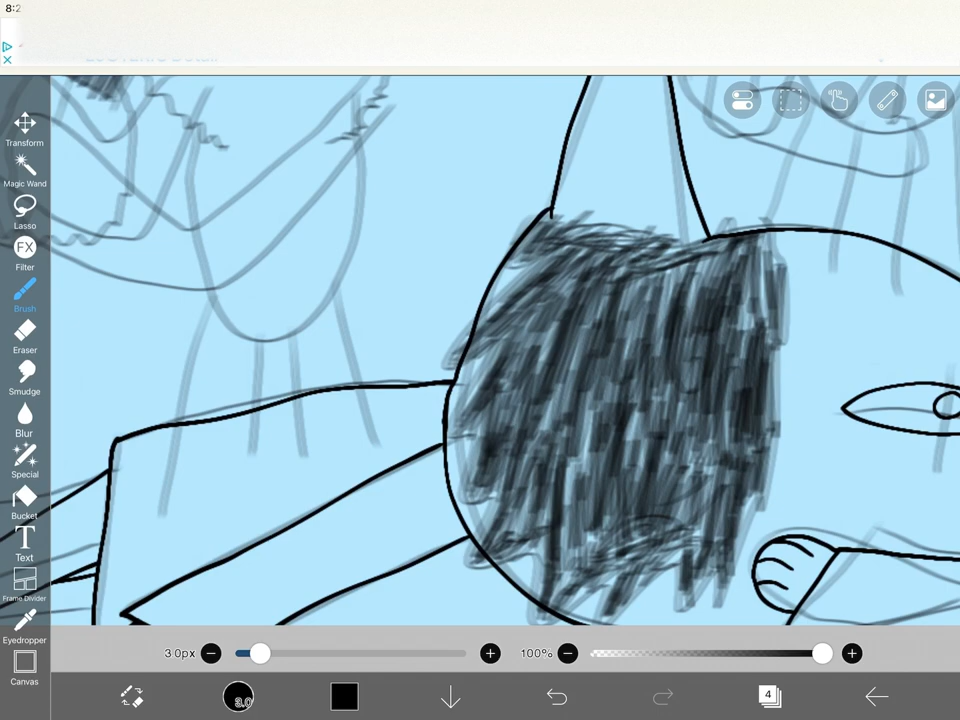 8:2
Transform
Magic Wand
Lasso
FX
Filter
Brush
Eraser
Smudge
Blur
Special
Bucket
T
Text
Frame Divider
Eyedropper
Canvas
3.0px
100%
3.0
4